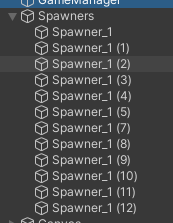 GameManager
Spawners
Spawner_1
Spawner_1 (1)
Spawner_1 (2)
Spawner_1 (3)
Spawner_1 (4)
Spawner_1 (5)
Spawner_1 (7)
Spawner_1 (8)
Spawner_1 (9)
Spawner_1 (10)
Spawner_1 (11)
Spawner_1 (12)
Canvas